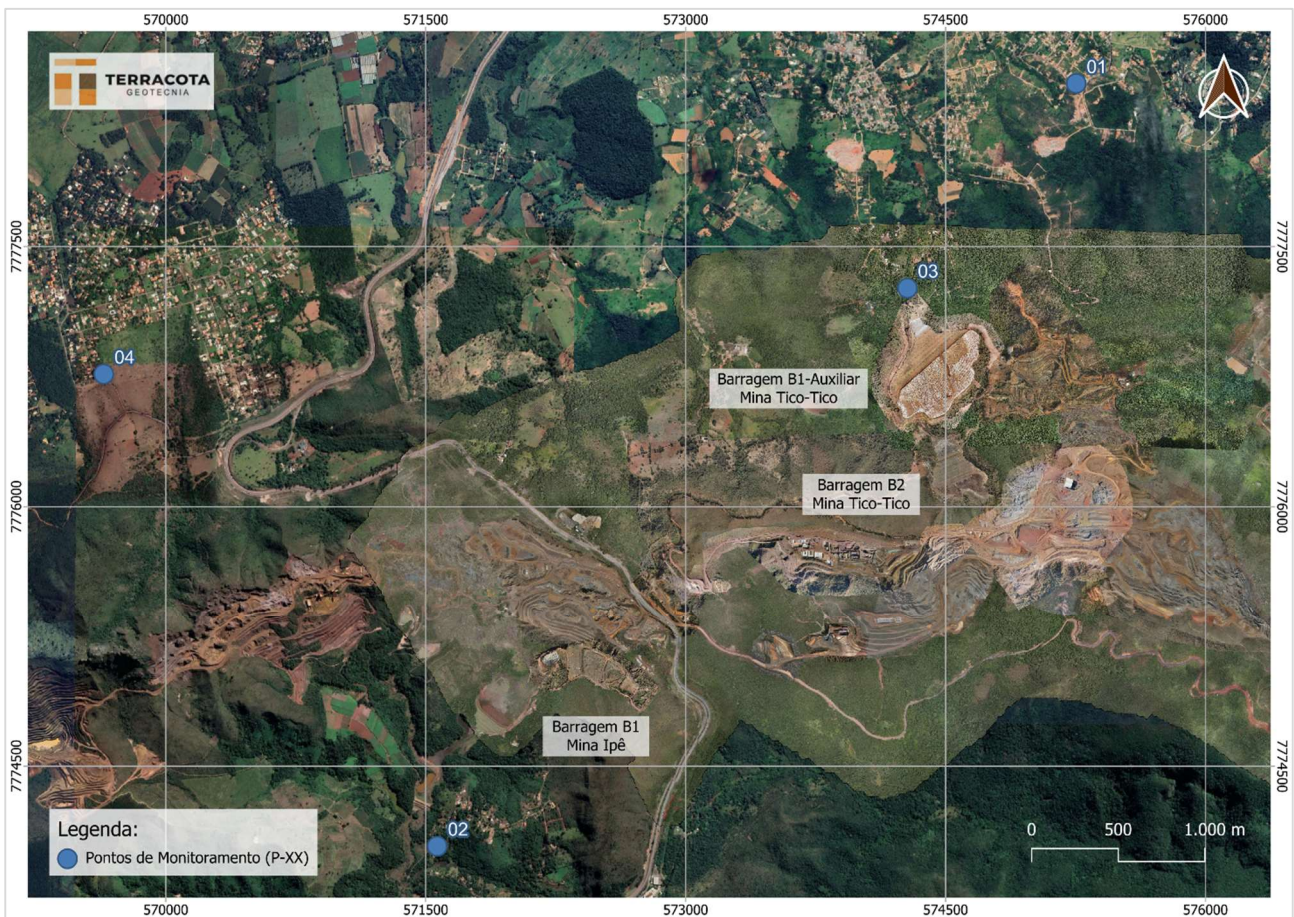 570000 571500 573000 574500 576000
TERRACOTA
GEOTECNIA
01
7777500
7777500
03
04
Barragem B1-Auxiliar
Mina Tico-Tico
Barragem B2
Mina Tico-Tico
7776000
7776000
Barragem B1
Mina Ipê
7774500
7774500
Legenda:
Pontos de Monitoramento (P-XX)
02
0 500 1.000 m
570000 571500 573000 574500 576000